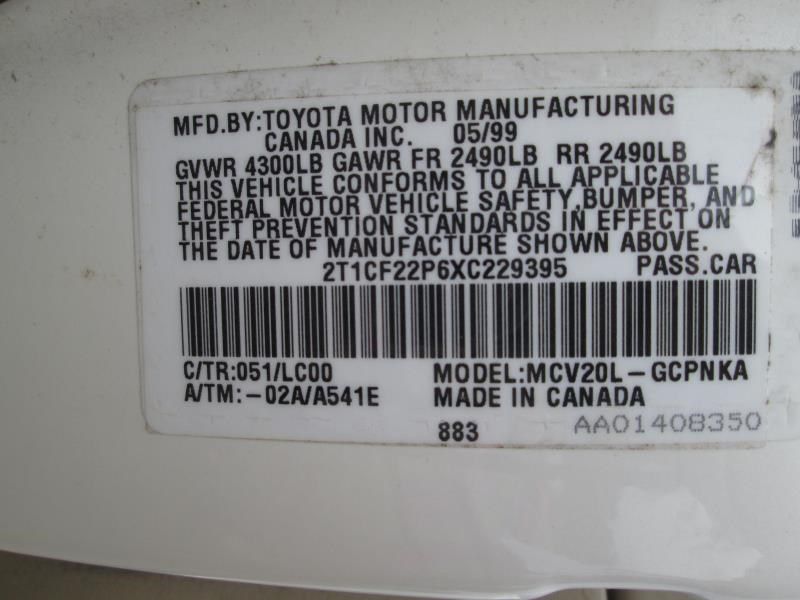 MFD.BY:TOYOTA MOTOR MANUFACTURING
CANADA INC. 05/99
GVWR 4300LB GAWR FR 2490LB RR 2490LB
THIS VEHICLE CONFORMS TO ALL APPLICABLE
FEDERAL MOTOR VEHICLE SAFETY,BUMPER, AND
THEFT PREVENTION STANDARDS IN EFFECT ON
THE DATE OF MANUFACTURE SHOWN ABOVE.
2T1CF22P6XC229395 PASS.CAR
C/TR:051/LC00 MODEL:MCV20L-GCPNKA
A/TM:-02A/A541E MADE IN CANADA
883 AA01408350